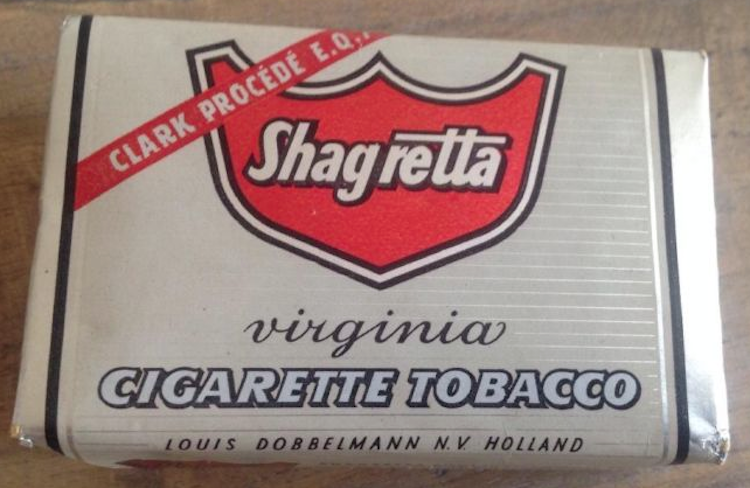 CLARK PROCÉDÉ E.Q.
Shagretta
virginia
CIGARETTE TOBACCO
LOUIS DOBBELMANN N.V. HOLLAND